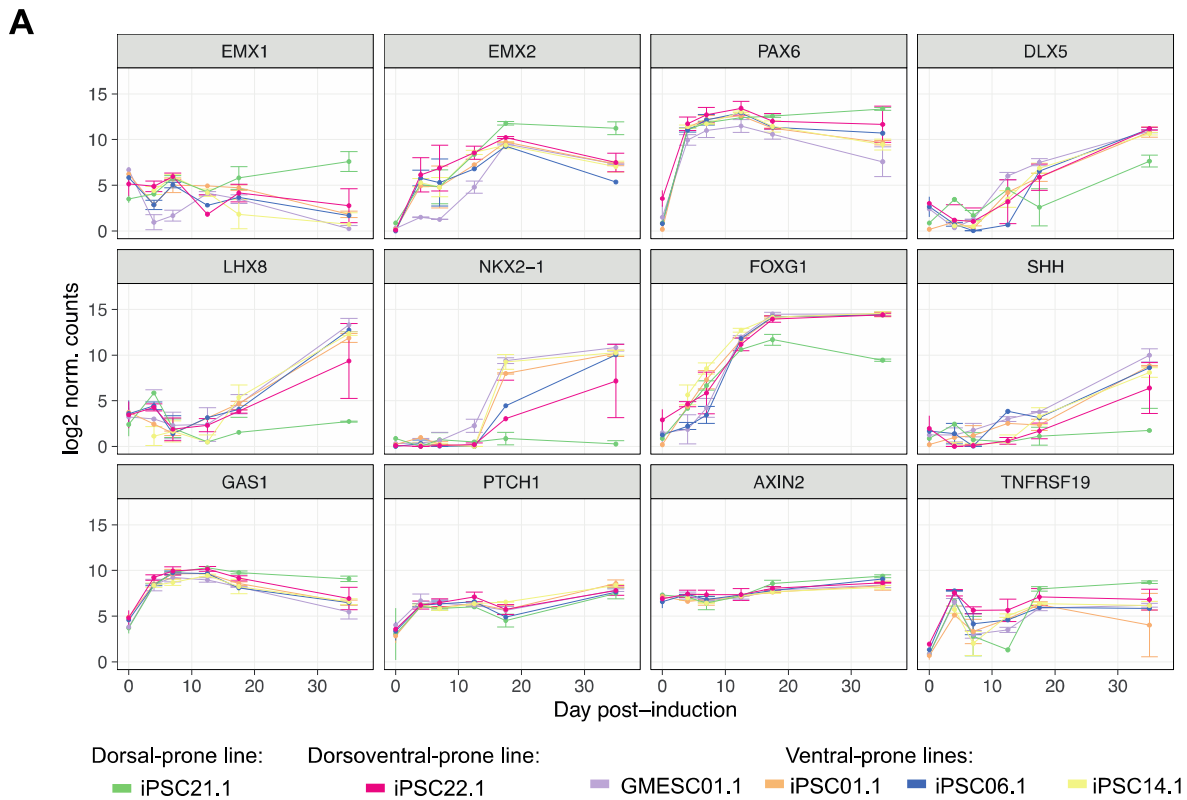 A
EMX1 EMX2 PAX6 DLX5
15
10
5
0
LHX8 NKX2-1 FOXG1 SHH
15
10
5
0
log2 norm. counts
GAS1 PTCH1 AXIN2 TNFRSF19
15
10
5
0
0 10 20 30 0 10 20 30 0 10 20 30 0 10 20 30
Day post–induction
Dorsal-prone line: Dorsoventral-prone line: Ventral-prone lines:
iPSC21.1 iPSC22.1 GMESC01.1 iPSC01.1 iPSC06.1 iPSC14.1